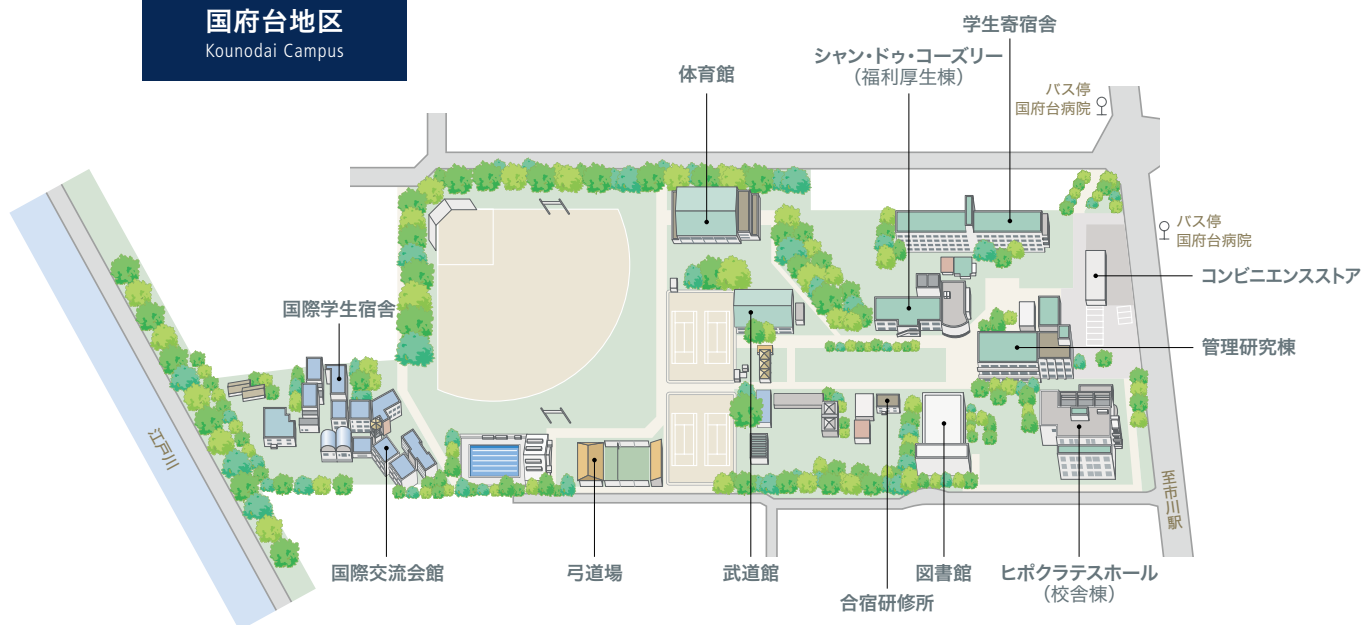 国府台地区
Kounodai Campus
学生寄宿舎
シャン・ドゥ・コーズリー
（福利厚生棟）
体育館
バス停
国府台病院
バス停
国府台病院
コンビニエンスストア
国際学生宿舎
管理研究棟
江戸川
至市川駅
国際交流会館
弓道場
武道館
合宿研修所
図書館
ヒポクラテスホール
（校舎棟）